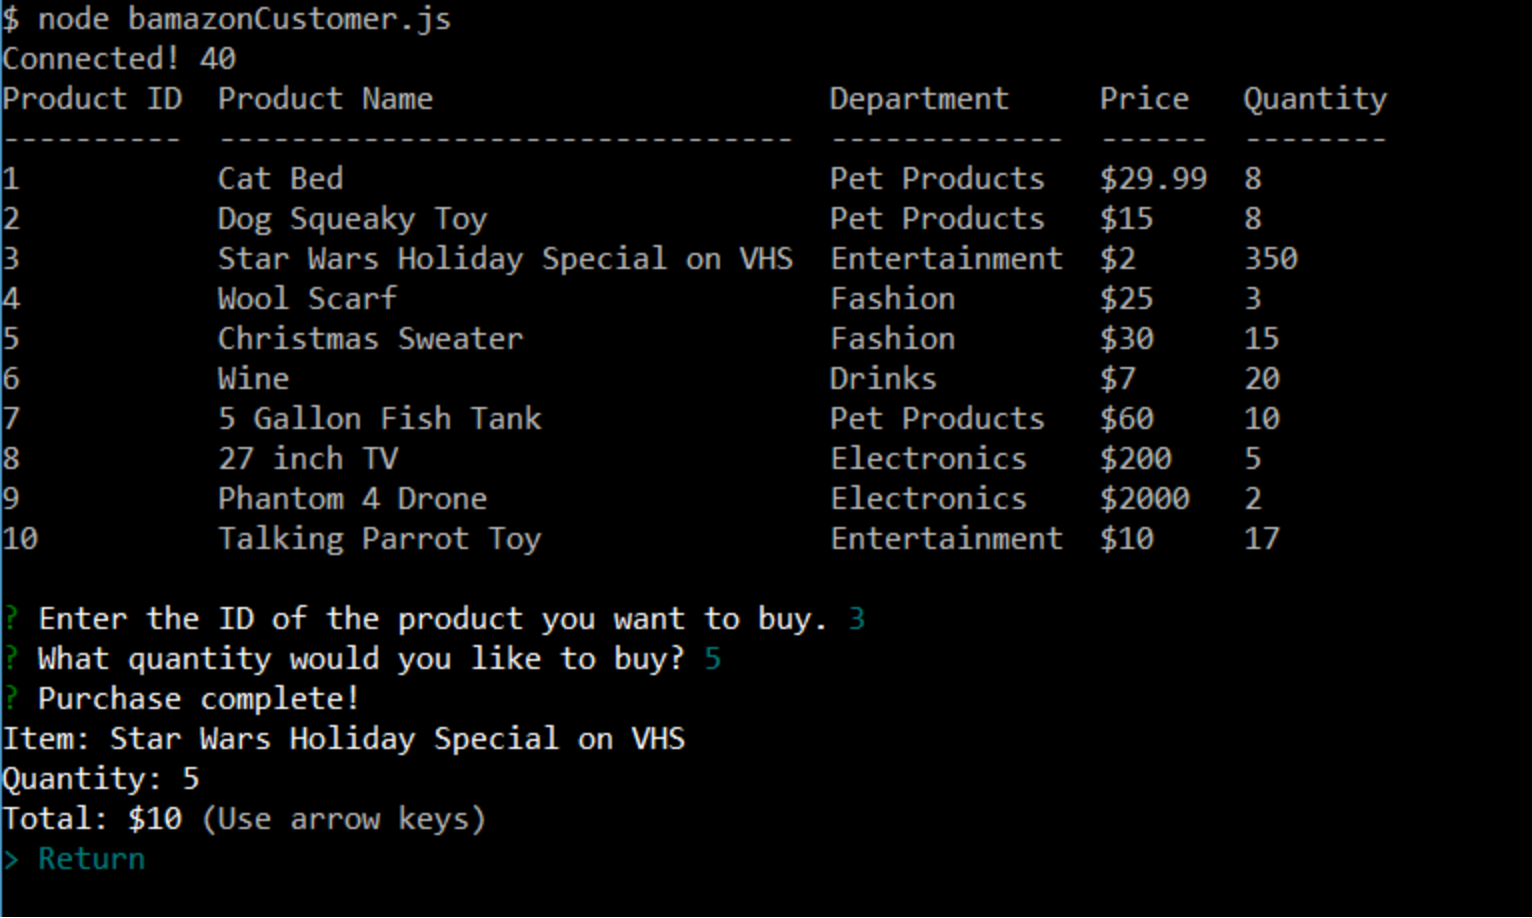 $ node bamazonCustomer.js
Connected! 40
Product ID  Product Name                      Department     Price   Quantity
----------  --------------------------------  -------------  ------  --------
1           Cat Bed                           Pet Products   $29.99  8
2           Dog Squeaky Toy                   Pet Products   $15     8
3           Star Wars Holiday Special on VHS  Entertainment  $2      350
4           Wool Scarf                        Fashion        $25     3
5           Christmas Sweater                 Fashion        $30     15
6           Wine                              Drinks         $7      20
7           5 Gallon Fish Tank                Pet Products   $60     10
8           27 inch TV                        Electronics    $200    5
9           Phantom 4 Drone                   Electronics    $2000   2
10          Talking Parrot Toy                Entertainment  $10     17
? Enter the ID of the product you want to buy. 3
? What quantity would you like to buy? 5
? Purchase complete!
Item: Star Wars Holiday Special on VHS
Quantity: 5
Total: $10 (Use arrow keys)
> Return